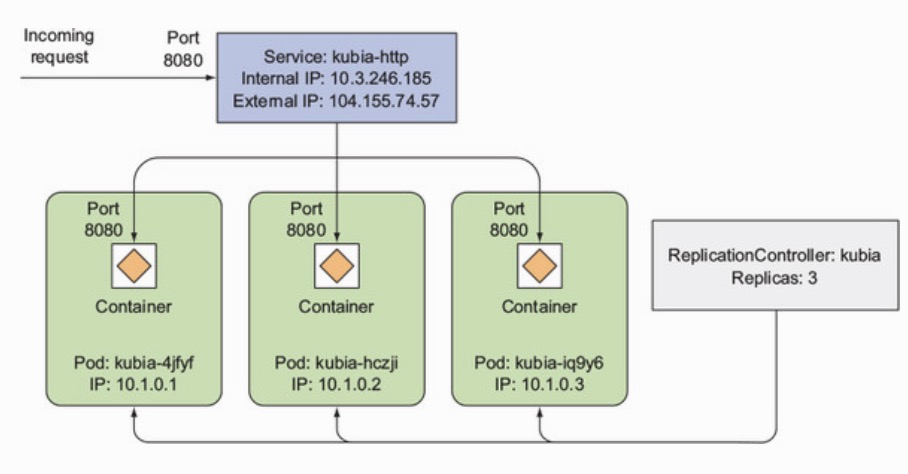 Incoming
request
Port
8080
Service: kubia-http
Internal IP: 10.3.246.185
External IP: 104.155.74.57
Port
8080
Container
Pod: kubia-4jfyf
IP: 10.1.0.1
Port
8080
Container
Pod: kubia-hczji
IP: 10.1.0.2
Port
8080
Container
Pod: kubia-iq9y6
IP: 10.1.0.3
ReplicationController: kubia
Replicas: 3